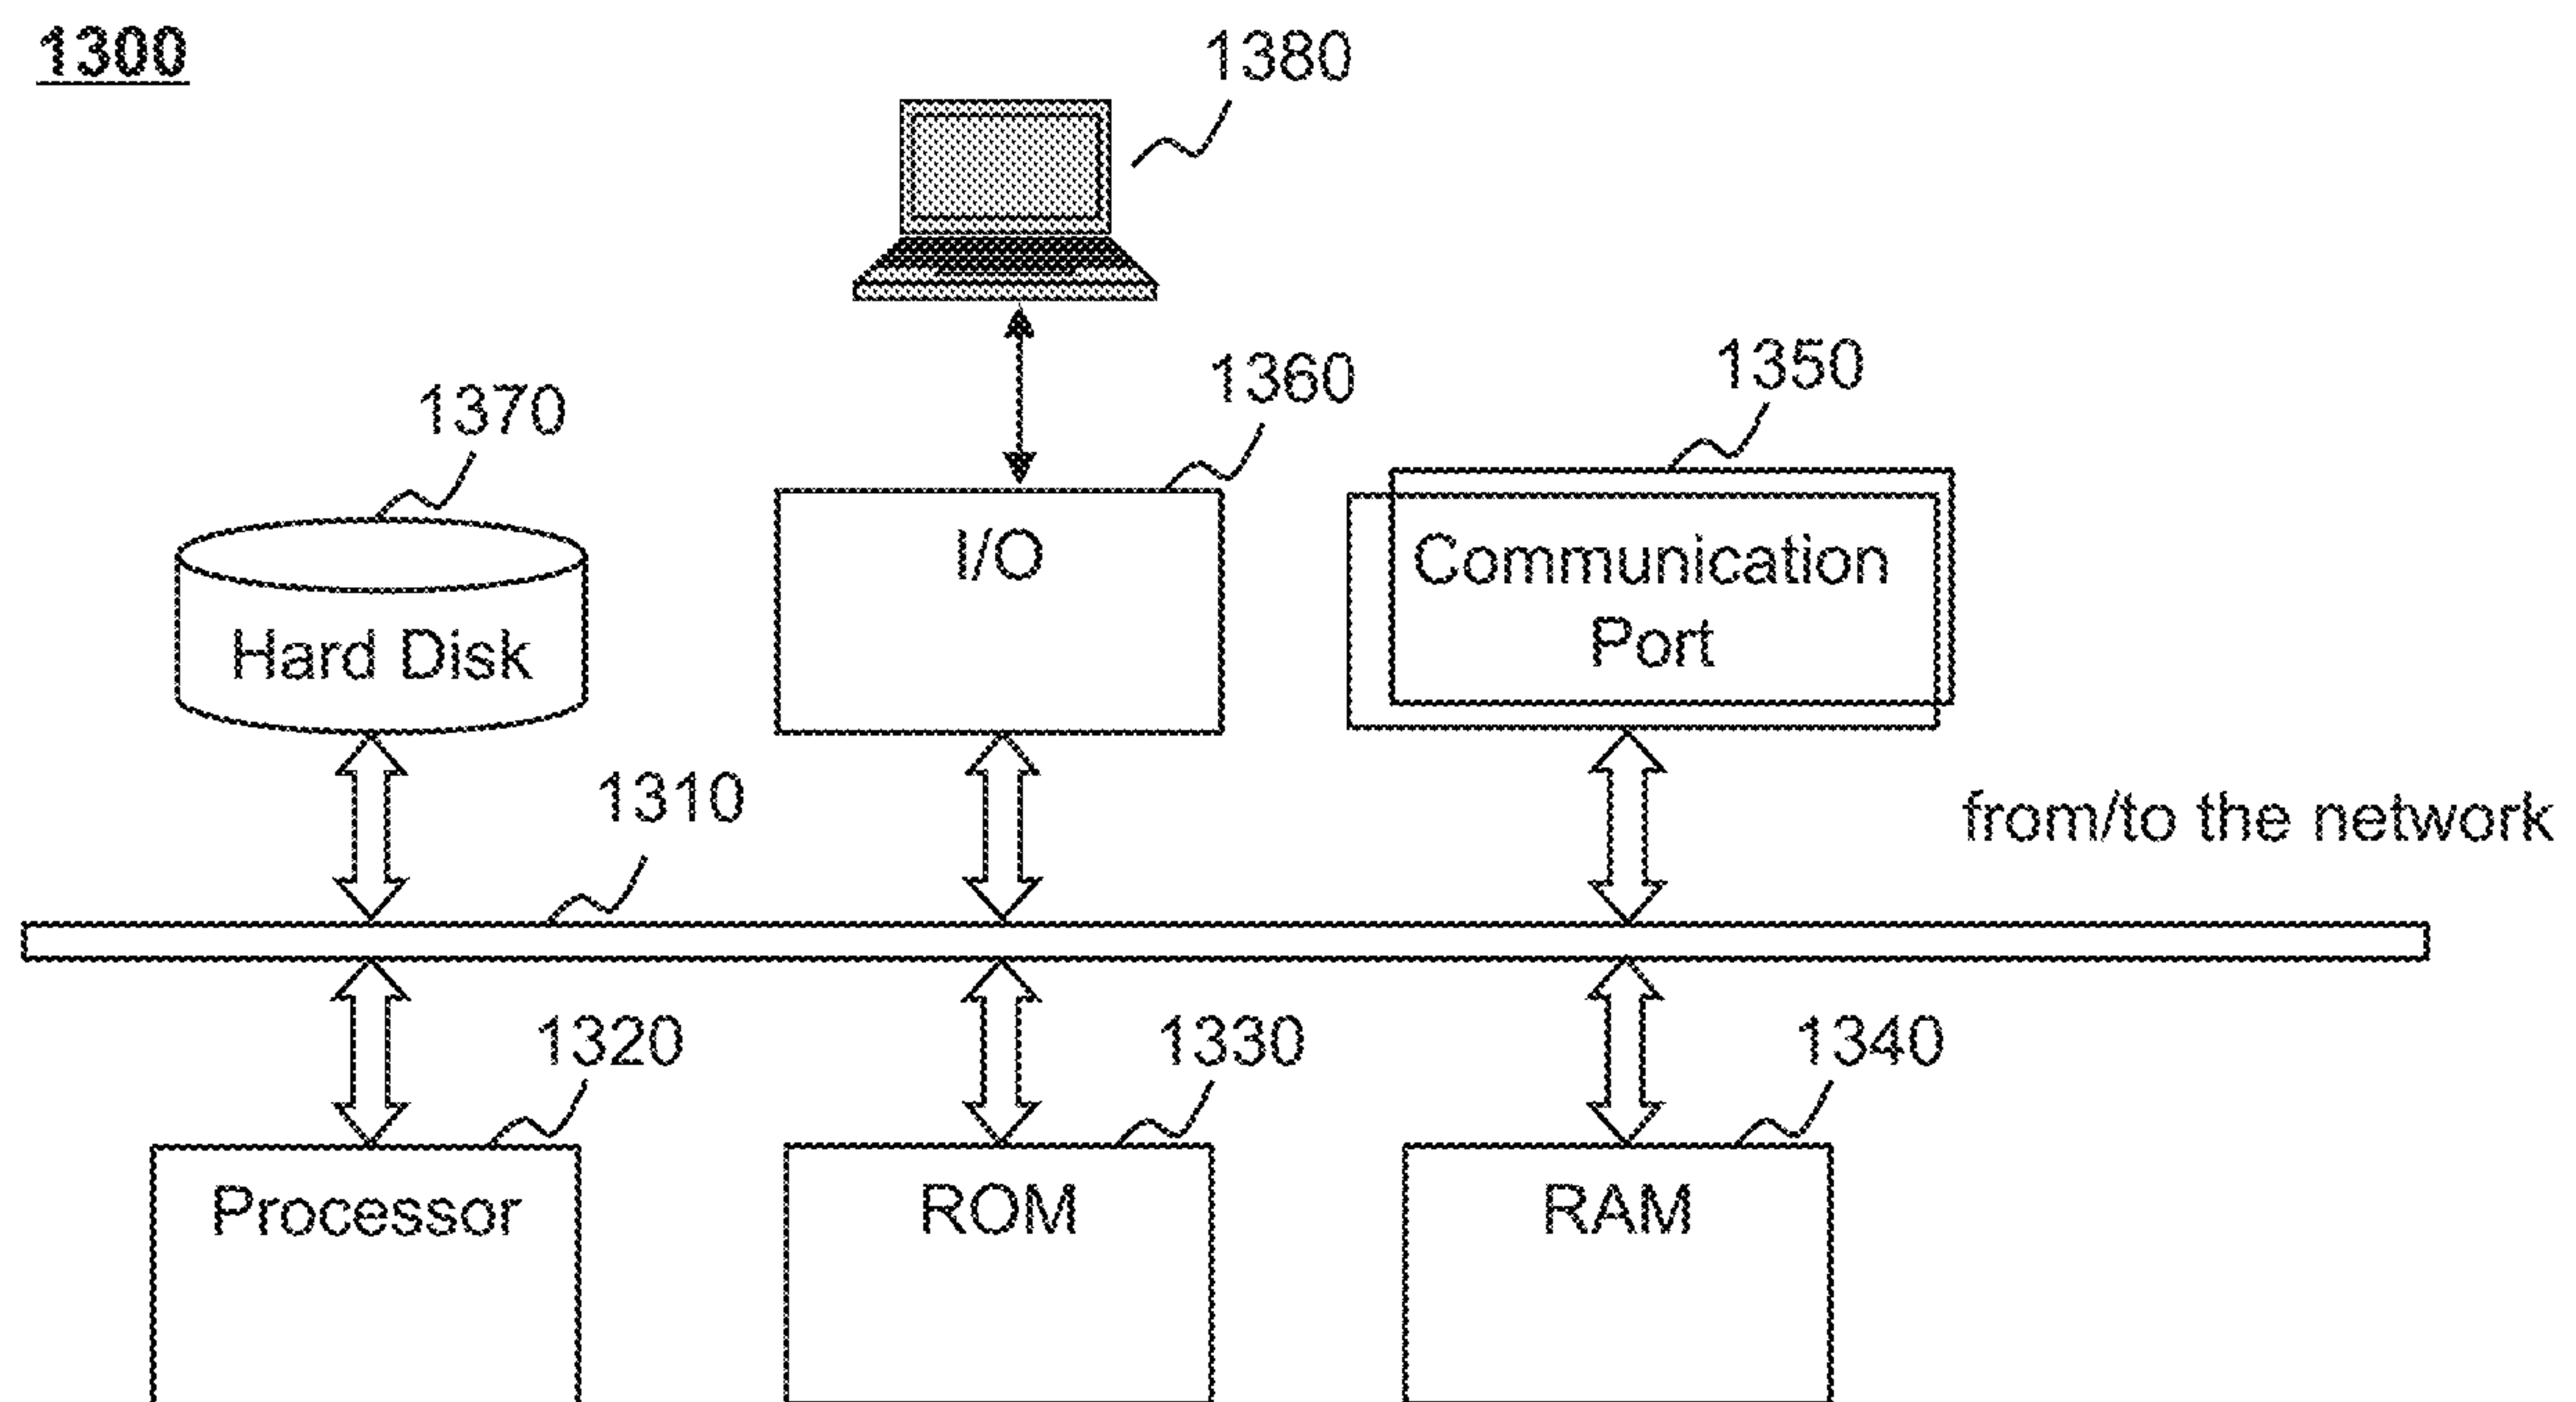 1300
1380
1360
1350
1370
I/O
Communication
Port
Hard Disk
1310
from/to the network
1320
1330
1340
Processor
ROM
RAM